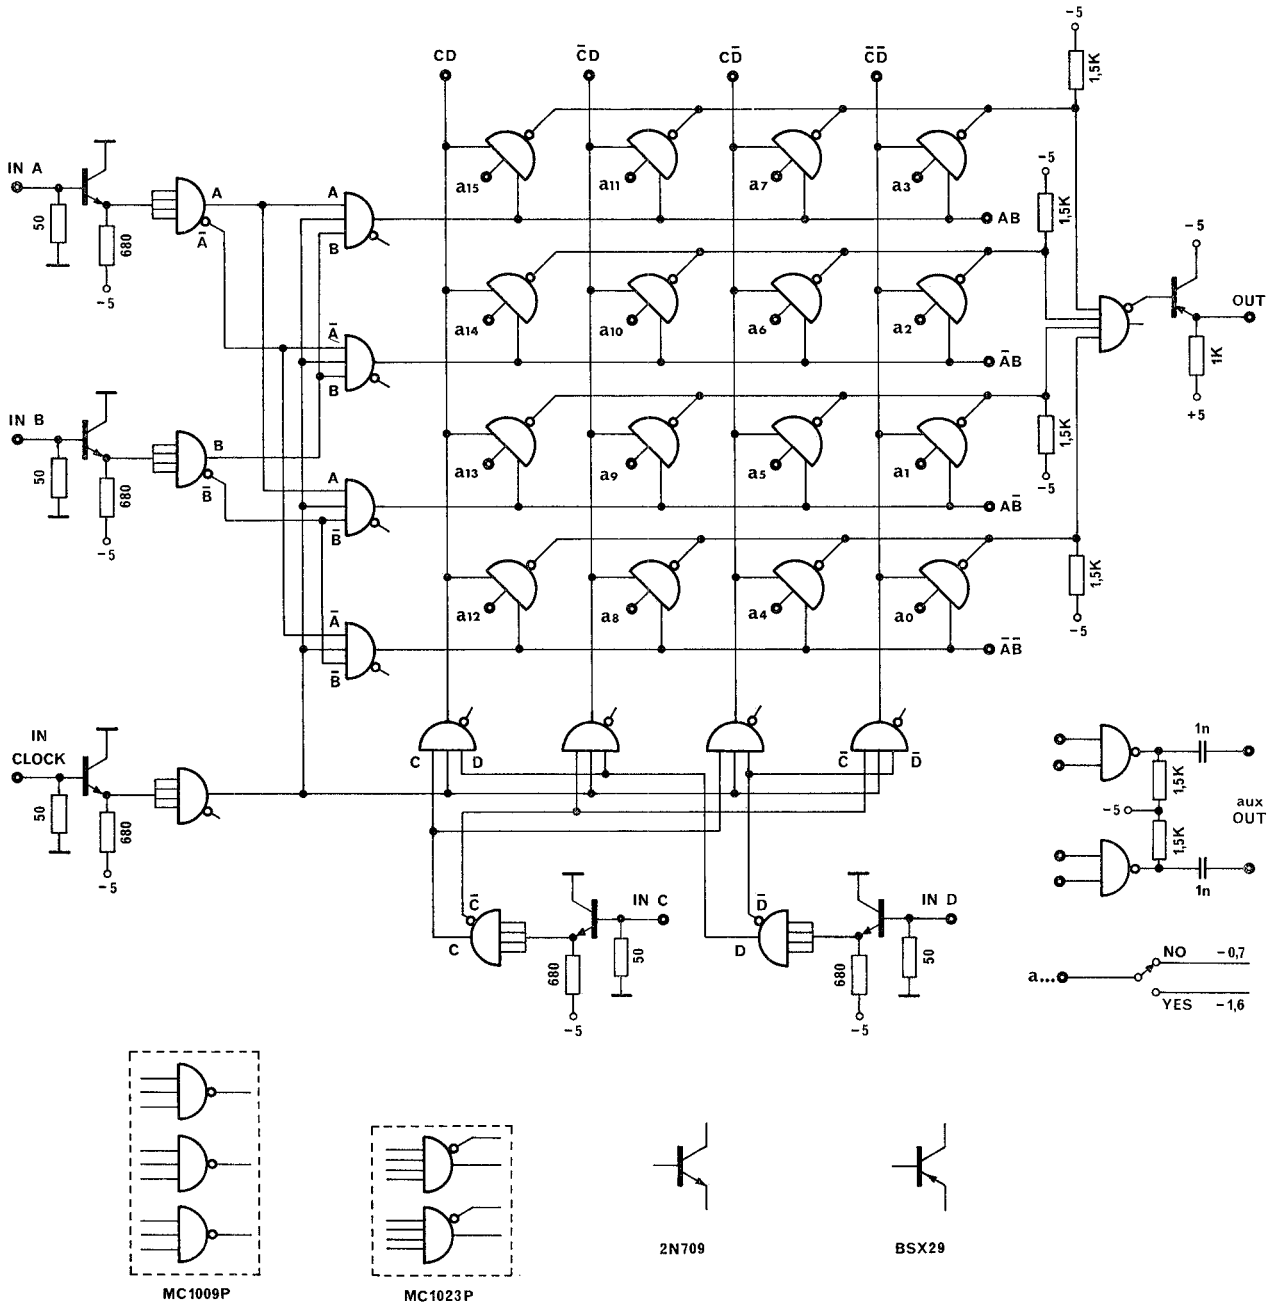 -5
CD
C̅D
CD̅
C̅D̅
1,5K
IN A
50
680
-5
A
A̅
A
B
a15
a11
a7
a3
AB
-5
1,5K
-5
OUT
1K
+5
A̅
B
a14
a10
a6
a2
A̅B
IN B
50
680
-5
B
B̅
A
B̅
a13
a9
a5
a1
AB̅
1,5K
-5
A̅
B̅
a12
a8
a4
a0
A̅B̅
1,5K
-5
IN
CLOCK
50
680
-5
C
D
C̅
D̅
1n
1,5K
-5
1,5K
1n
aux
OUT
C̅
C
IN C
680
50
-5
D̅
D
IN D
680
50
-5
a...
NO
-0,7
YES
-1,6
MC1009P
MC1023P
2N709
BSX29